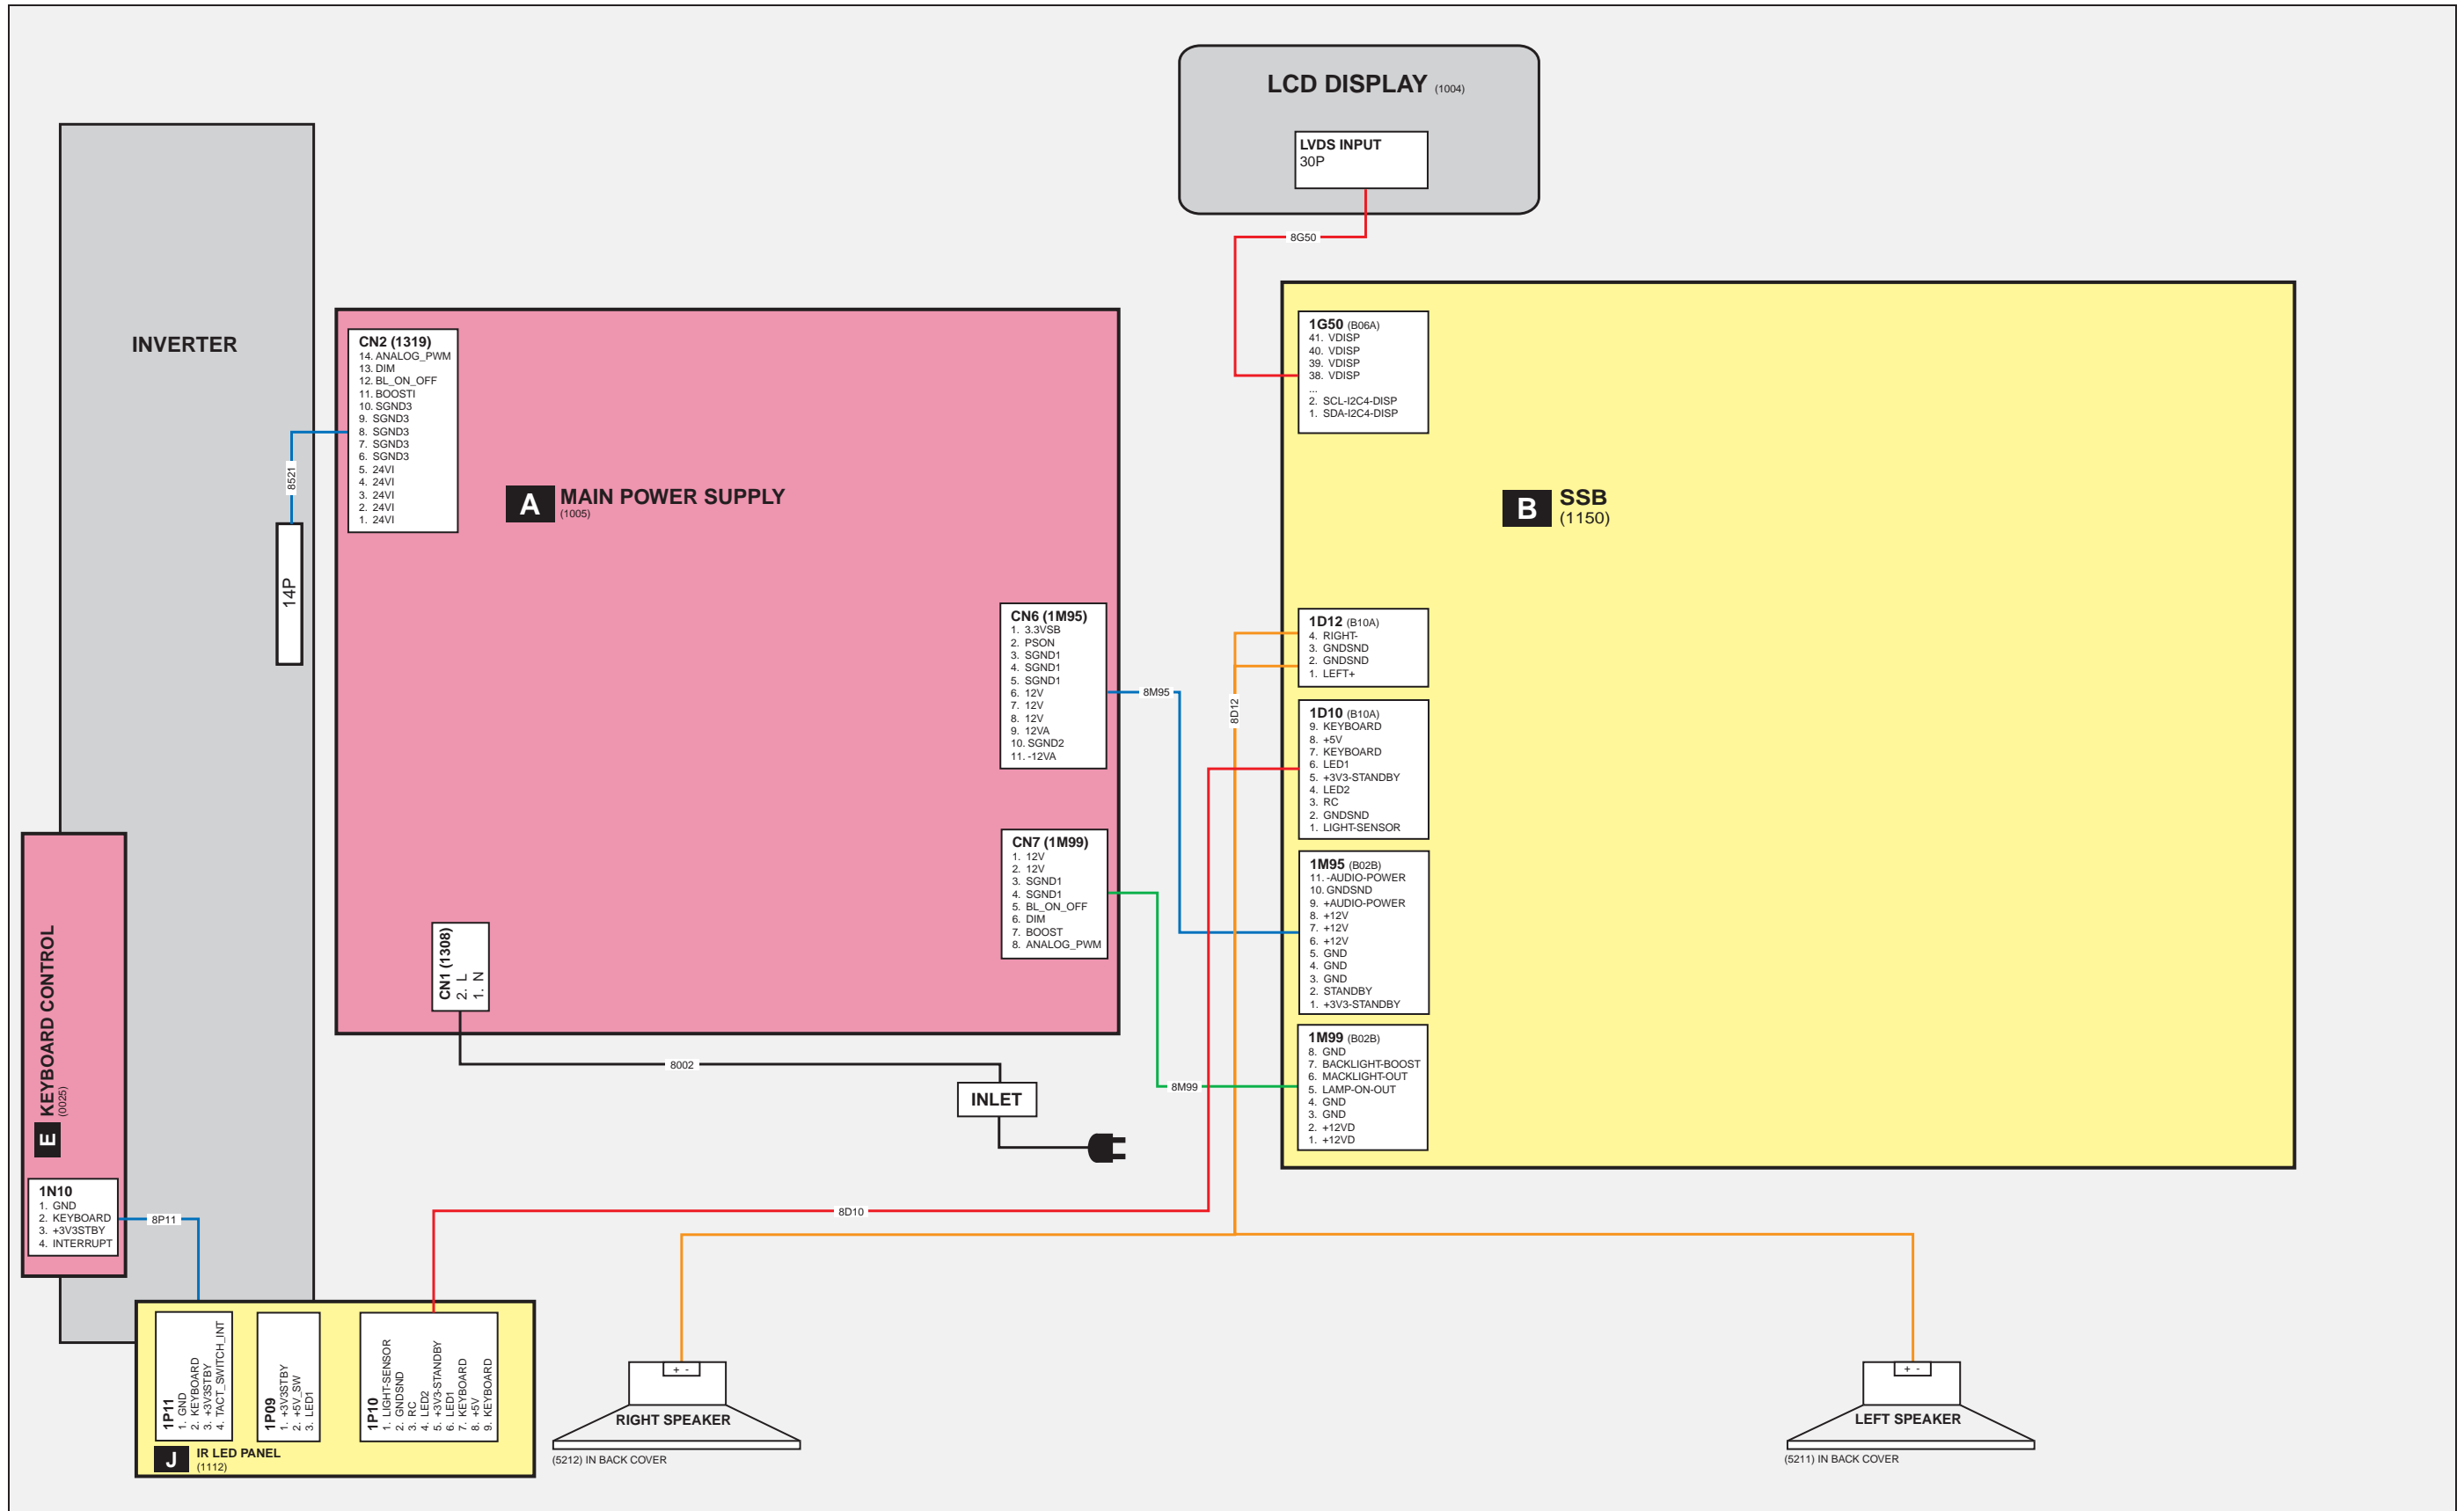 LCD DISPLAY (1004)
LVDS INPUT
30P
8G50
INVERTER
8521
14P
CN2 (1319)
14. ANALOG_PWM
13. DIM
12. BL_ON_OFF
11. BOOSTI
10. SGND3
9. SGND3
8. SGND3
7. SGND3
6. SGND3
5. 24VI
4. 24VI
3. 24VI
2. 24VI
1. 24VI
A MAIN POWER SUPPLY
(1005)
CN6 (1M95)
1. 3.3VSB
2. PSON
3. SGND1
4. SGND1
5. SGND1
6. 12V
7. 12V
8. 12V
9. 12VA
10. SGND2
11. -12VA
CN7 (1M99)
1. 12V
2. 12V
3. SGND1
4. SGND1
5. BL_ON_OFF
6. DIM
7. BOOST
8. ANALOG_PWM
CN1 (1308)
2. L
1. N
8002
INLET
8M95
8D12
8M99
8D10
1G50 (B06A)
41. VDISP
40. VDISP
39. VDISP
38. VDISP
...
2. SCL-I2C4-DISP
1. SDA-I2C4-DISP
B SSB
(1150)
1D12 (B10A)
4. RIGHT-
3. GNDSND
2. GNDSND
1. LEFT+
1D10 (B10A)
9. KEYBOARD
8. +5V
7. KEYBOARD
6. LED1
5. +3V3-STANDBY
4. LED2
3. RC
2. GNDSND
1. LIGHT-SENSOR
1M95 (B02B)
11. -AUDIO-POWER
10. GNDSND
9. +AUDIO-POWER
8. +12V
7. +12V
6. +12V
5. GND
4. GND
3. GND
2. STANDBY
1. +3V3-STANDBY
1M99 (B02B)
8. GND
7. BACKLIGHT-BOOST
6. MACKLIGHT-OUT
5. LAMP-ON-OUT
4. GND
3. GND
2. +12VD
1. +12VD
E KEYBOARD CONTROL
(0025)
1N10
1. GND
2. KEYBOARD
3. +3V3STBY
4. INTERRUPT
8P11
1P11
1. GND
2. KEYBOARD
3. +3V3STBY
4. TACT_SWITCH_INT
1P09
1. +3V3STBY
2. +5V_SW
3. LED1
1P10
1. LIGHT-SENSOR
2. GNDSND
3. RC
4. LED2
5. +3V3-STANDBY
6. LED1
7. KEYBOARD
8. +5V
9. KEYBOARD
J IR LED PANEL
(1112)
+ -
RIGHT SPEAKER
(5212) IN BACK COVER
+ -
LEFT SPEAKER
(5211) IN BACK COVER